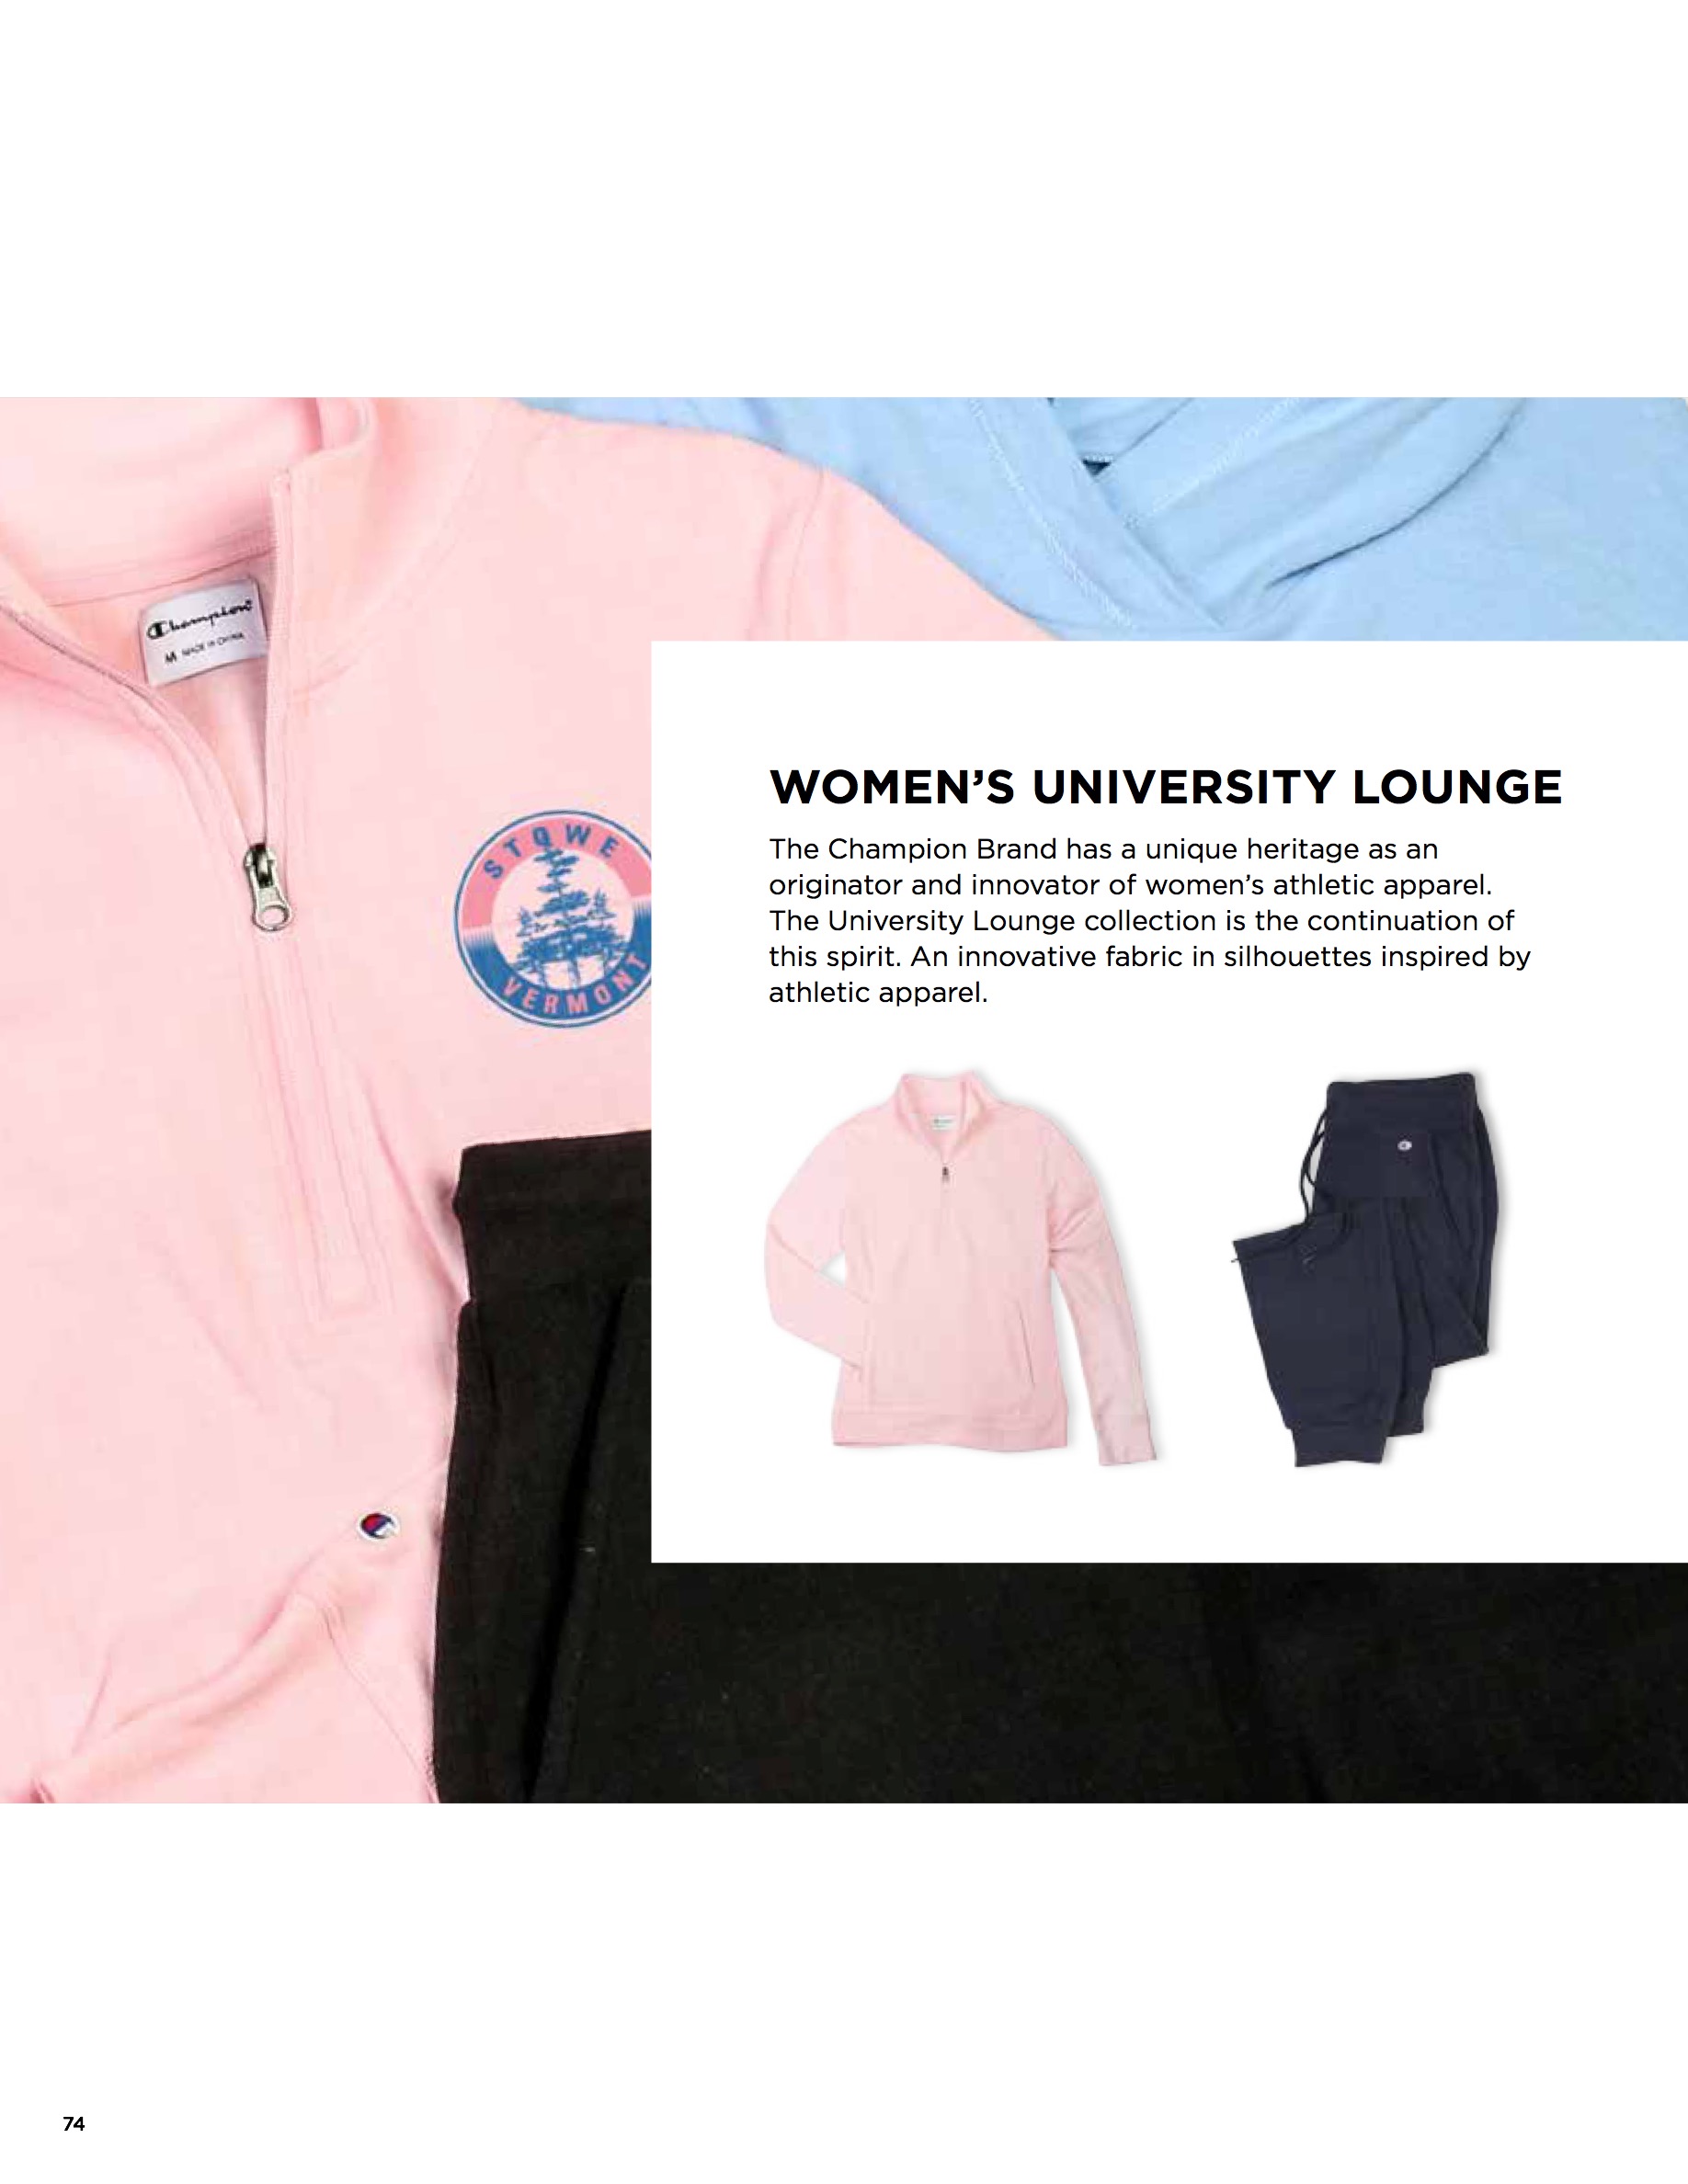 Champion
M MADE IN CHINA
STOWE
VERMONT
WOMEN’S UNIVERSITY LOUNGE
The Champion Brand has a unique heritage as an
originator and innovator of women’s athletic apparel.
The University Lounge collection is the continuation of
this spirit. An innovative fabric in silhouettes inspired by
athletic apparel.
74